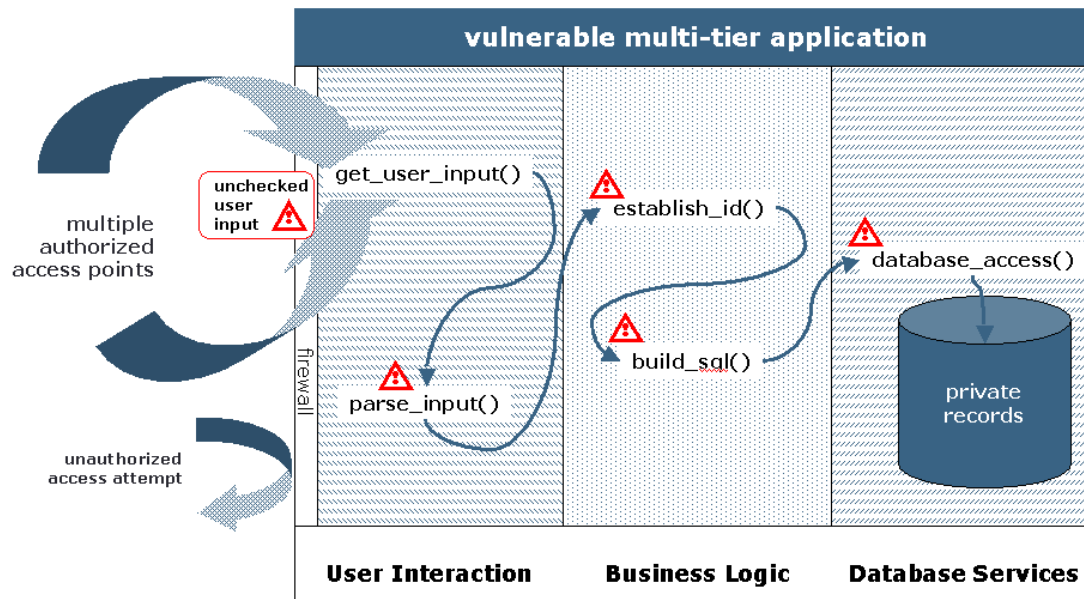 vulnerable multi-tier application
get_user_input()
unchecked
user
input
establish_id()
multiple
authorized
access points
database_access()
firewall
build_sql()
parse_input()
private
records
unauthorized
access attempt
User Interaction
Business Logic
Database Services